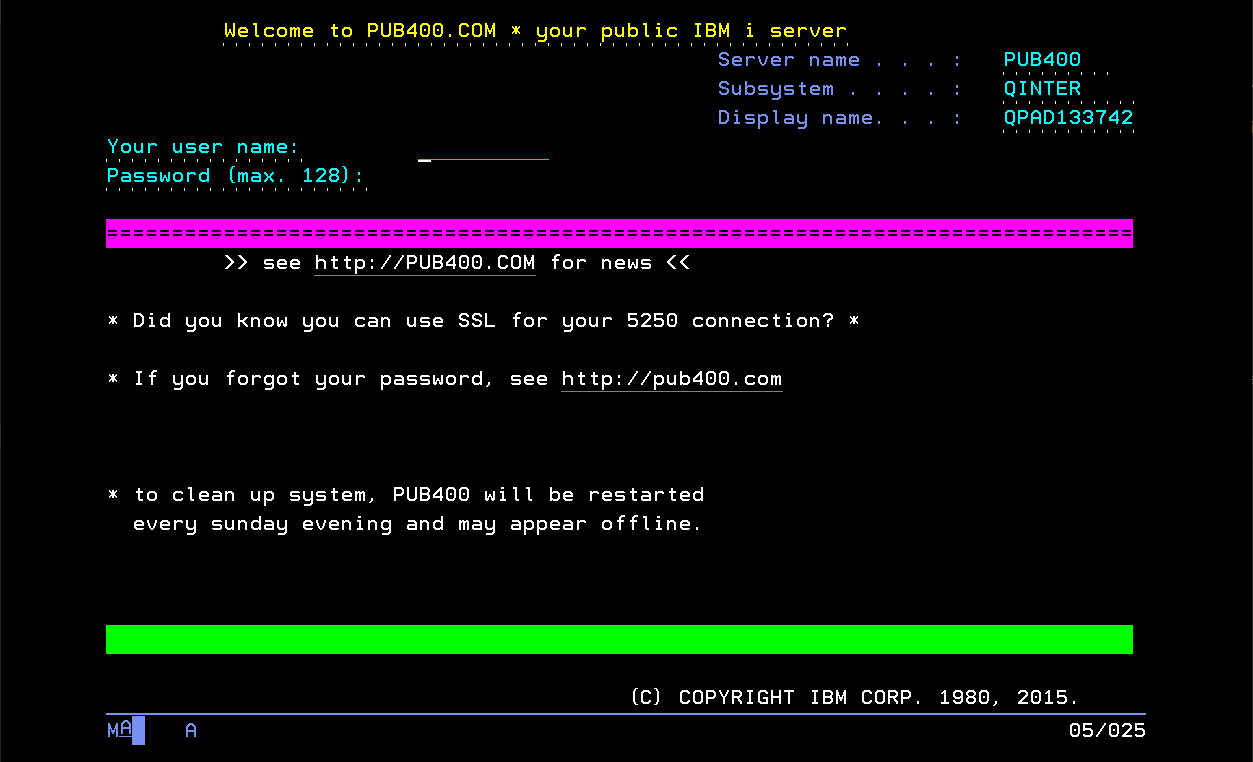 Welcome to PUB400.COM * your public IBM i server
Server name . . . : PUB400
Subsystem . . . . : QINTER
Display name. . . : QPAD133742
Your user name:
Password (max. 128):
===============================================================================
>> see http://PUB400.COM for news <<
* Did you know you can use SSL for your 5250 connection? *
* If you forgot your password, see http://pub400.com
* to clean up system, PUB400 will be restarted
every sunday evening and may appear offline.
(C) COPYRIGHT IBM CORP. 1980, 2015.
MA A 05/025